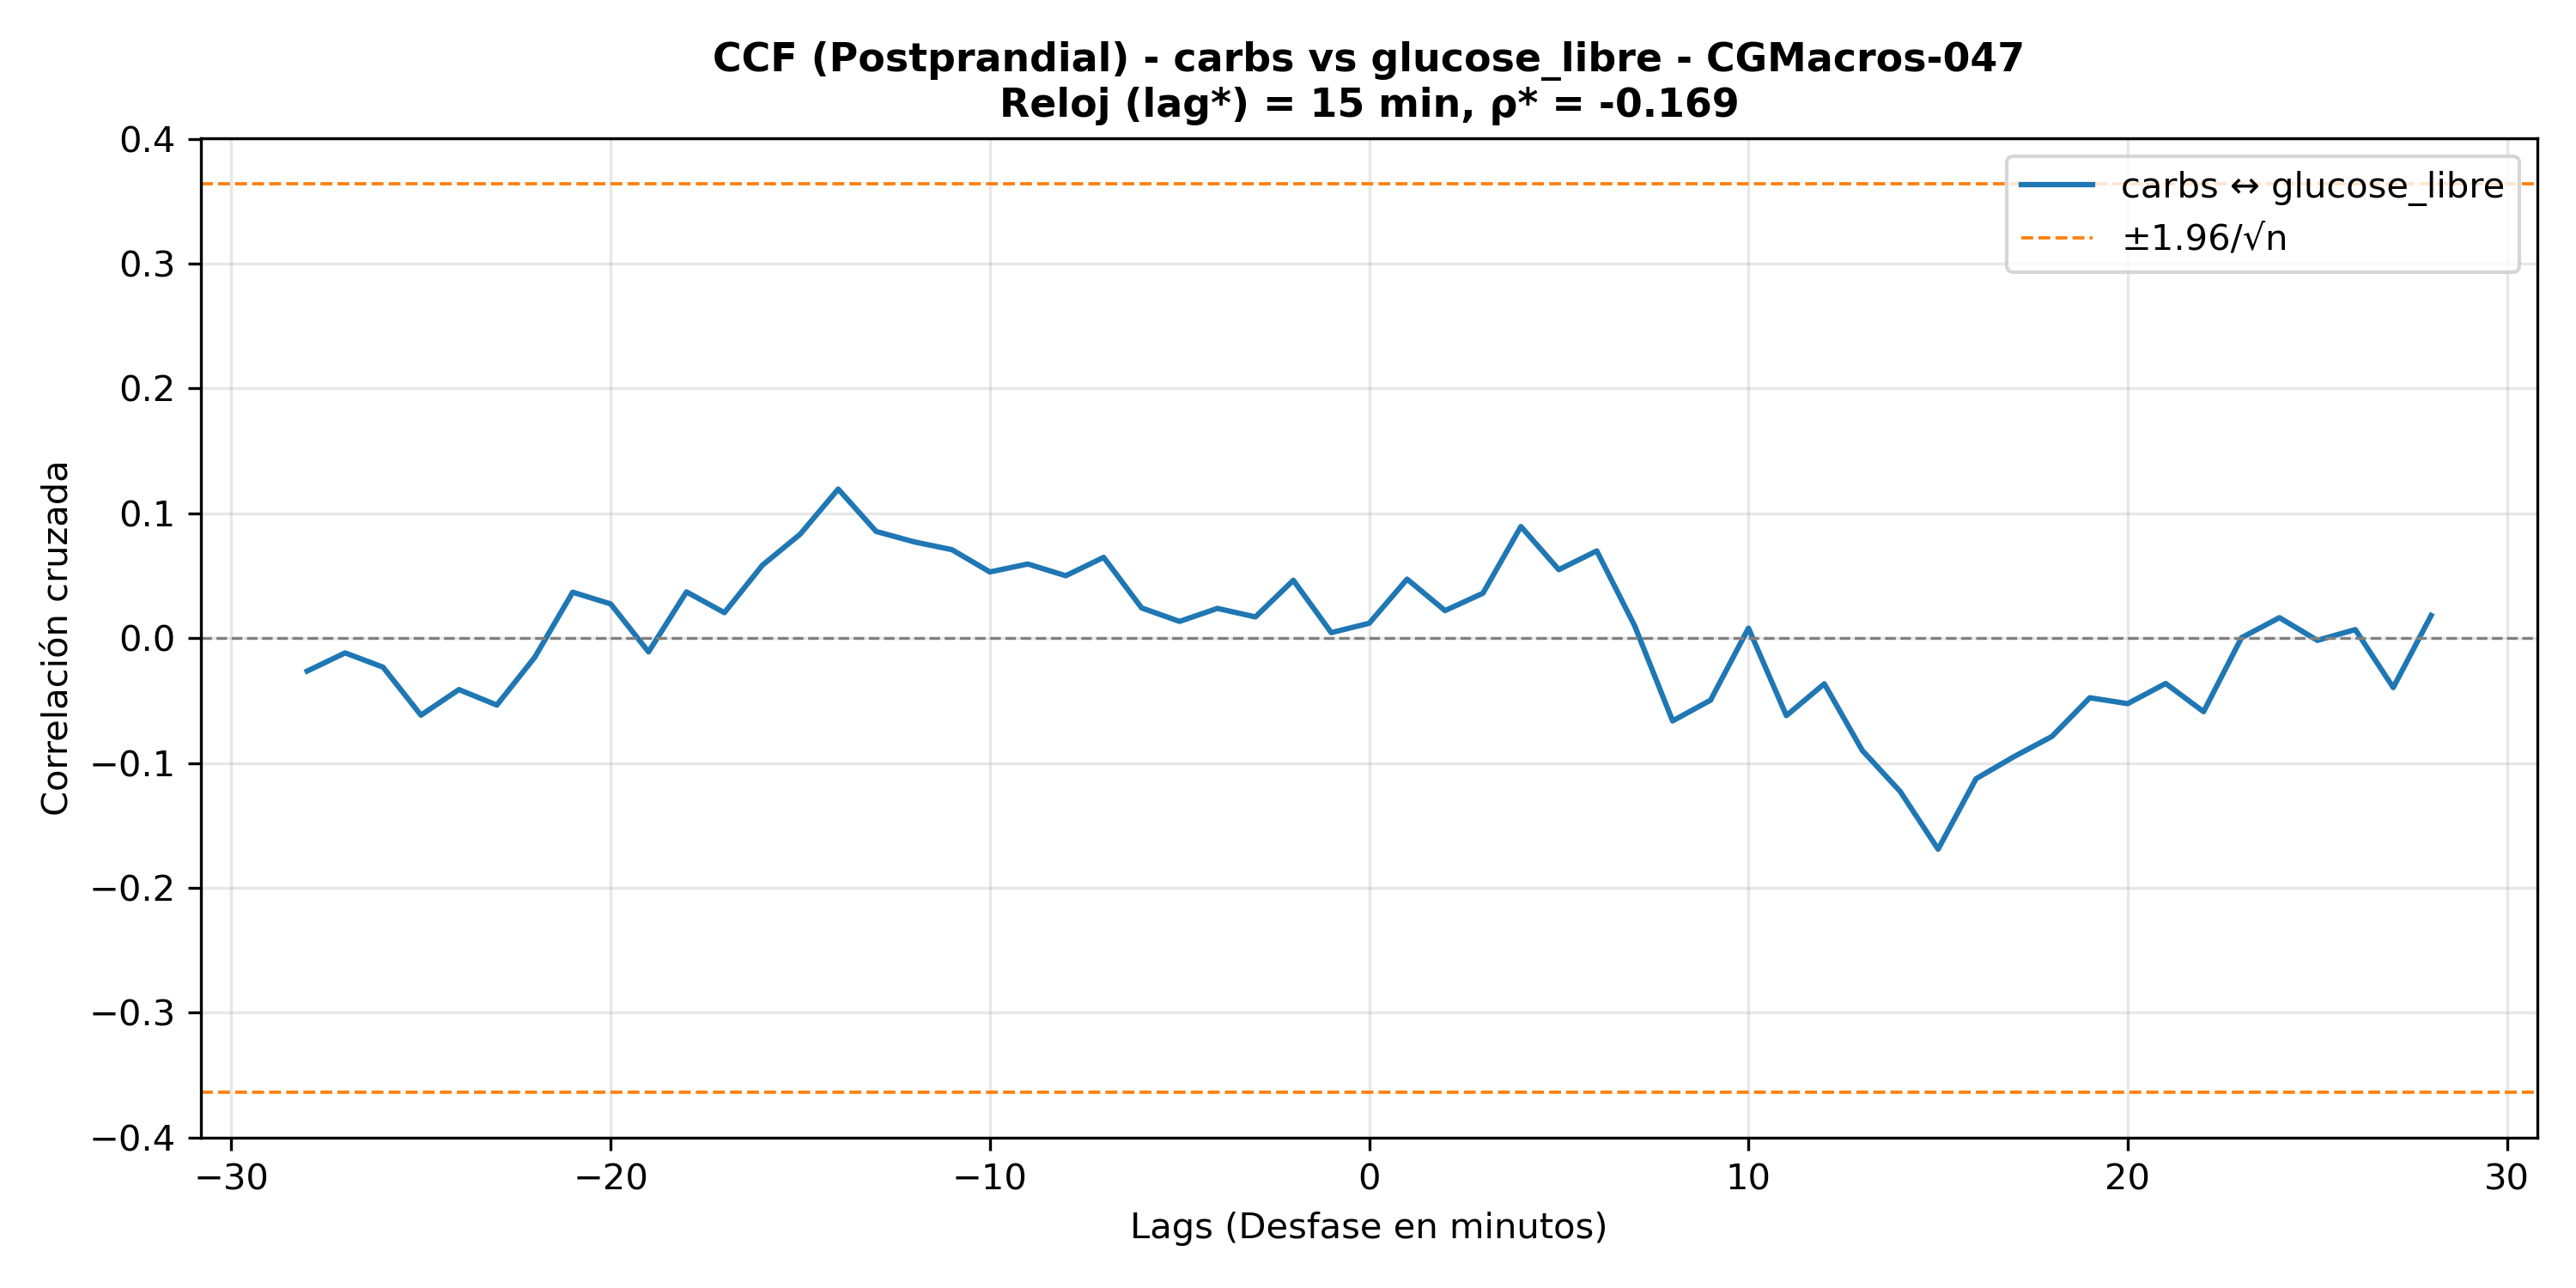 CCF (Postprandial) - carbs vs glucose_libre - CGMacros-047
Reloj (lag*) = 15 min, ρ* = -0.169
carbs ↔ glucose_libre
±1.96/√n
Correlación cruzada
0.4
0.3
0.2
0.1
0.0
−0.1
−0.2
−0.3
−0.4
−30 −20 −10 0 10 20 30
Lags (Desfase en minutos)